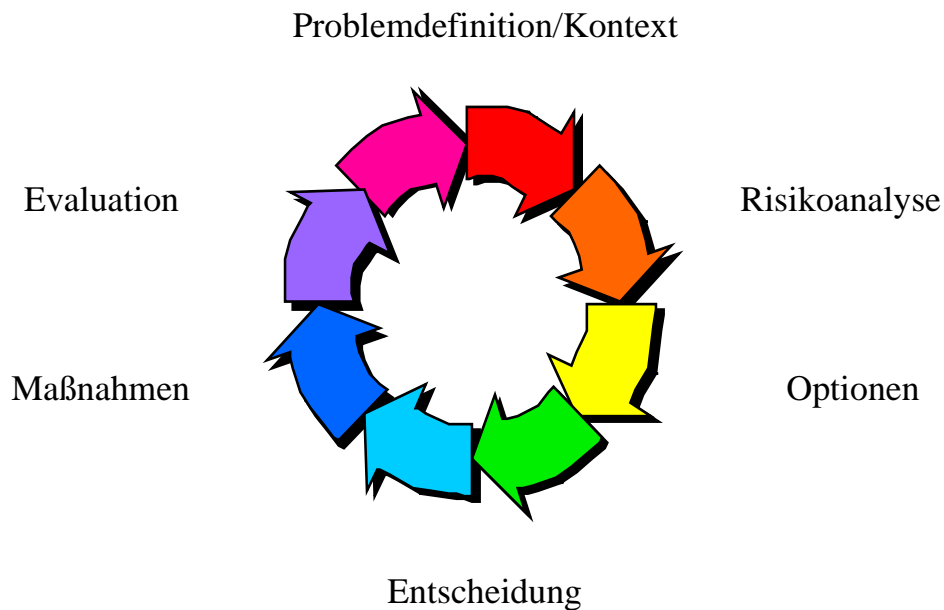 Problemdefinition/Kontext
Evaluation
Risikoanalyse
Maßnahmen
Optionen
Entscheidung